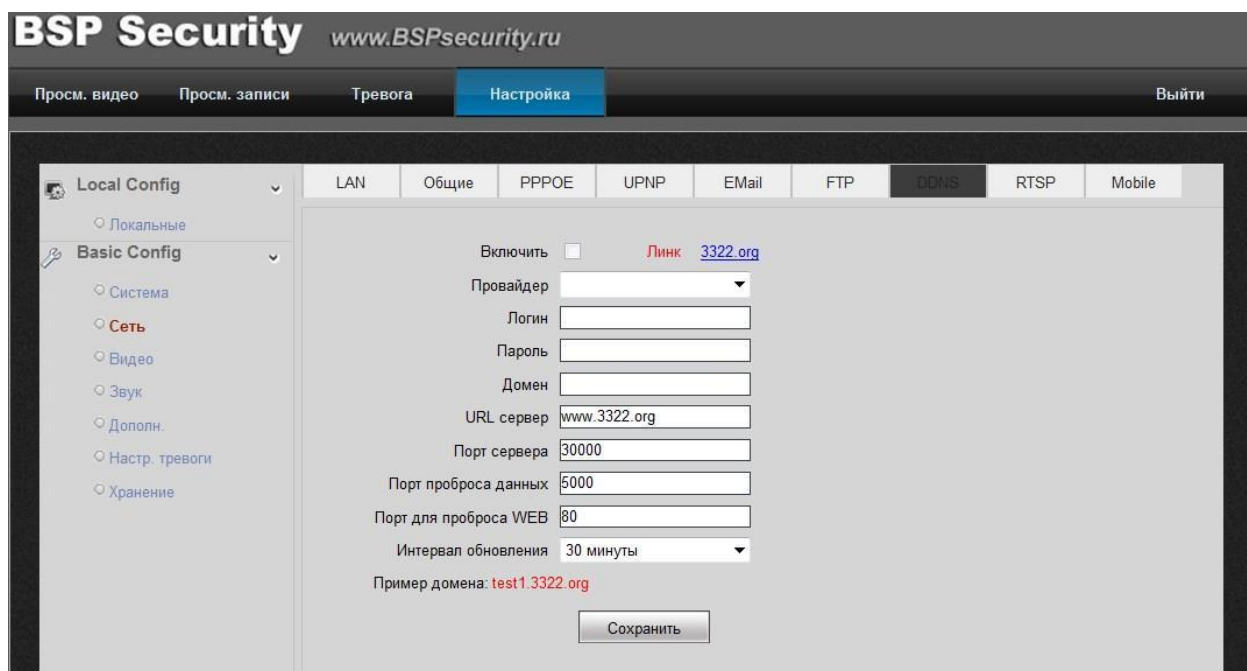 BSP Security www.BSPsecurity.ru
Просм. видео Просм. записи Тревога Настройка Выйти
LAN Общие PPPOE UPNP EMail FTP DDNS RTSP Mobile
Local Config
Локальные
Basic Config
Система
Сеть
Видео
Звук
Дополн.
Настр. тревоги
Хранение
Включить Линк 3322.org
Провайдер
Логин
Пароль
Домен
URL сервер www.3322.org
Порт сервера 30000
Порт проброса данных 5000
Порт для проброса WEB 80
Интервал обновления 30 минуты
Пример домена: test1.3322.org
Сохранить